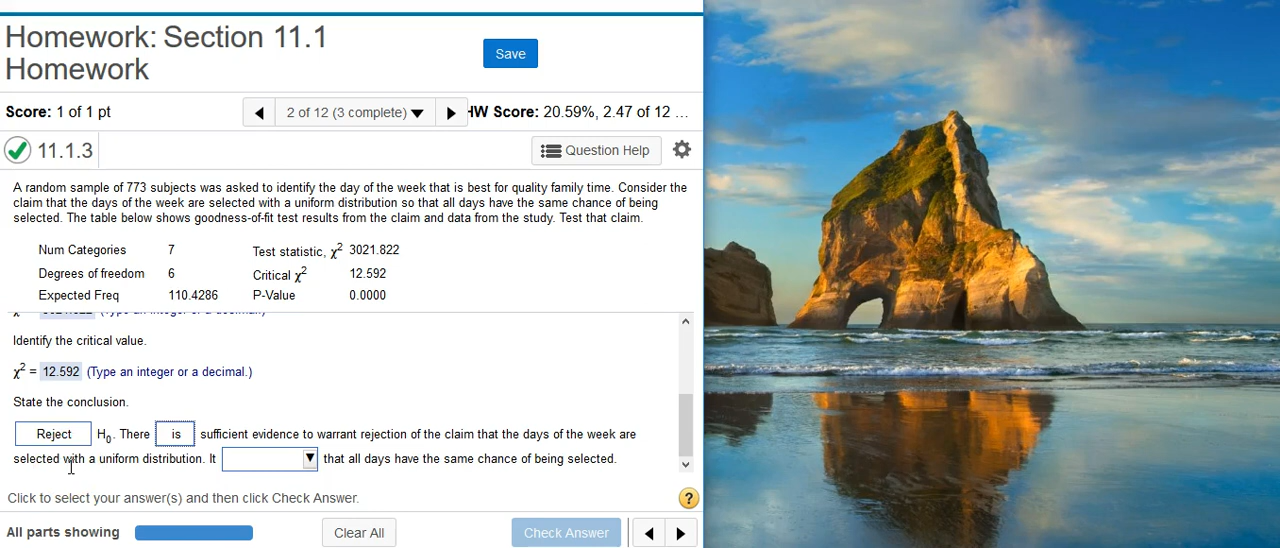 Homework: Section 11.1
Homework
Save
Score: 1 of 1 pt
2 of 12 (3 complete)
HW Score: 20.59%, 2.47 of 12 ...
11.1.3
Question Help
A random sample of 773 subjects was asked to identify the day of the week that is best for quality family time. Consider the
claim that the days of the week are selected with a uniform distribution so that all days have the same chance of being
selected. The table below shows goodness-of-fit test results from the claim and data from the study. Test that claim.
Num Categories 7 Test statistic, χ² 3021.822
Degrees of freedom 6 Critical χ² 12.592
Expected Freq 110.4286 P-Value 0.0000
Identify the critical value.
χ² = 12.592 (Type an integer or a decimal.)
State the conclusion.
Reject H₀. There is sufficient evidence to warrant rejection of the claim that the days of the week are
selected with a uniform distribution. It that all days have the same chance of being selected.
Click to select your answer(s) and then click Check Answer.
?
All parts showing
Clear All
Check Answer